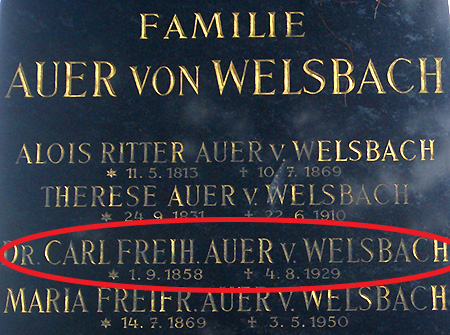 FAMILIE
AUER VON WELSBACH
ALOIS RITTER AUER V. WELSBACH
* 11. 5. 1813 + 10. 7. 1869
THERESE AUER V. WELSBACH
* 24. 9. 1831 + 22. 6. 1910
DR. CARL FREIH. AUER V. WELSBACH
* 1. 9. 1858 + 4. 8. 1929
MARIA FREIFR. AUER V. WELSBACH
* 14. 7. 1869 + 3. 5. 1950